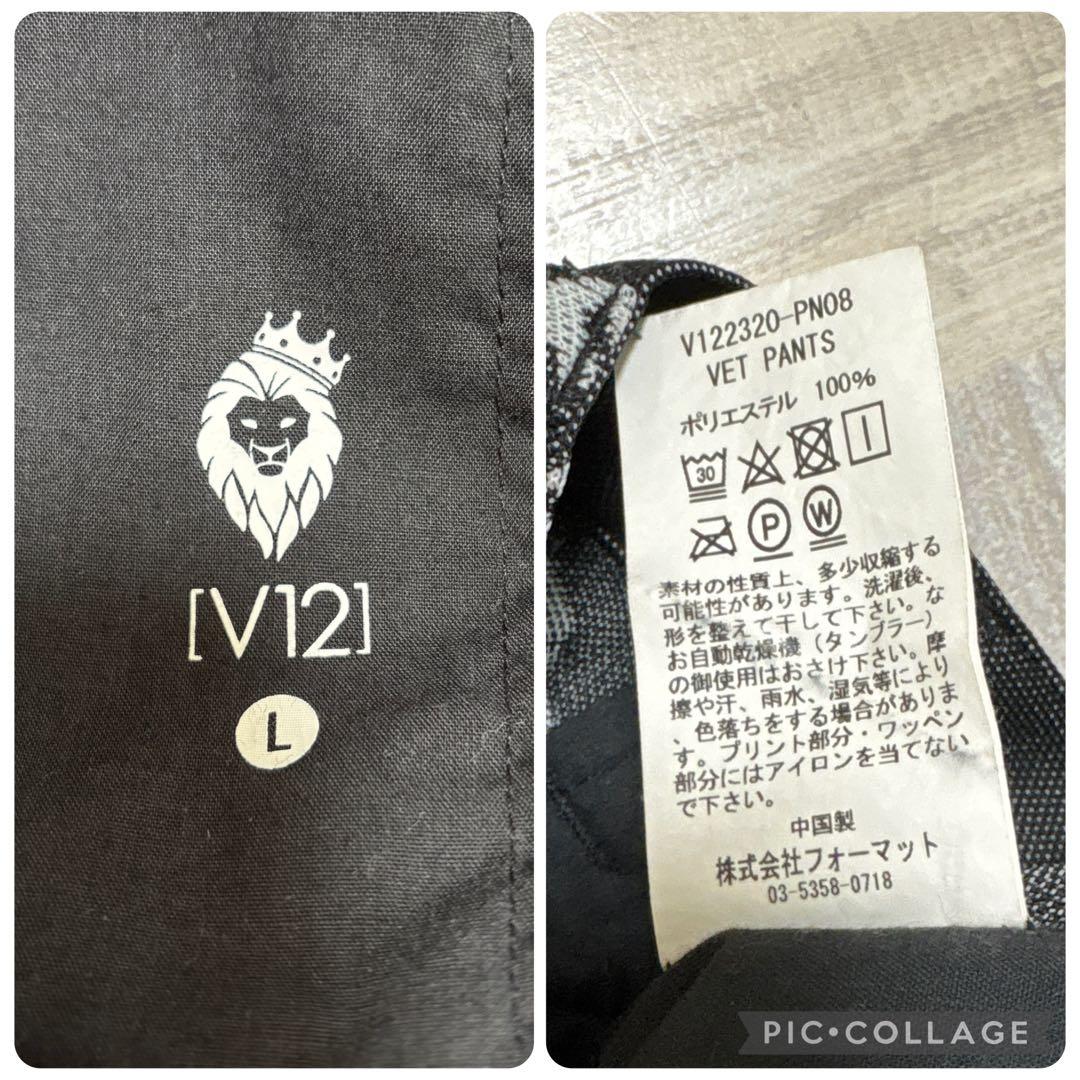 [V12]
L
V122320-PN08
VET PANTS
ポリエステル 100%
30
P W
素材の性質上、多少収縮する
可能性があります。洗濯後、
形を整えて干して下さい。な
お自動乾燥機（タンブラー）
の御使用はおさけ下さい。摩
擦や汗、雨水、湿気等により
、色落ちをする場合がありま
す。プリント部分・ワッペン
部分にはアイロンを当てない
で下さい。
中国製
株式会社フォーマット
03-5358-0718
PIC•COLLAGE